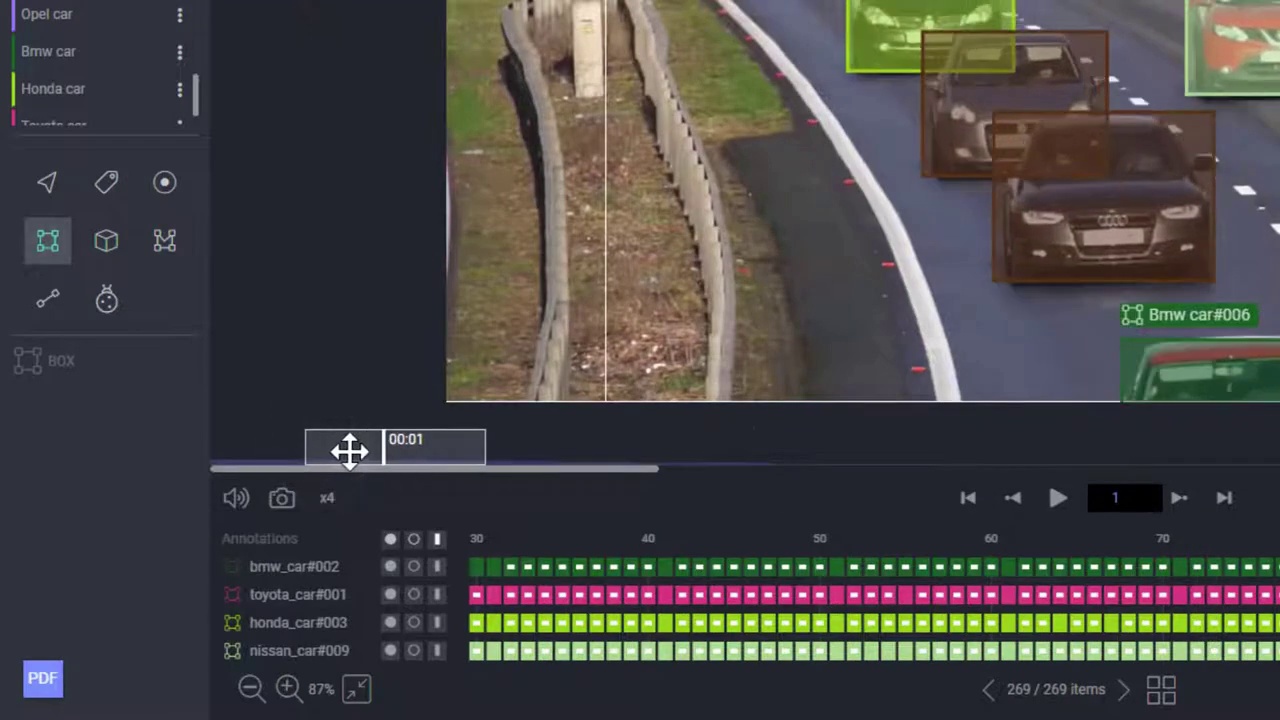 Opel car
Bmw car
Honda car
Toyota car
BOX
Bmw car#006
00:01
x4
1
Annotations
30 40 50 60 70
bmw_car#002
toyota_car#001
honda_car#003
nissan_car#009
PDF
87%
269 / 269 items